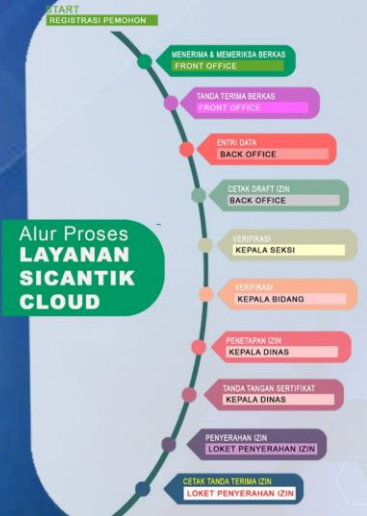 START
REGISTRASI PEMOHON
MENERIMA & MEMERIKSA BERKAS
FRONT OFFICE
TANDA TERIMA BERKAS
FRONT OFFICE
ENTRI DATA
BACK OFFICE
CETAK DRAFT IZIN
BACK OFFICE
Alur Proses
LAYANAN
SICANTIK
CLOUD
VERIFIKASI
KEPALA SEKSI
VERIFIKASI
KEPALA BIDANG
PENETAPAN IZIN
KEPALA DINAS
TANDA TANGAN SERTIFIKAT
KEPALA DINAS
PENYERAHAN IZIN
LOKET PENYERAHAN IZIN
CETAK TANDA TERIMA IZIN
LOKET PENYERAHAN IZIN